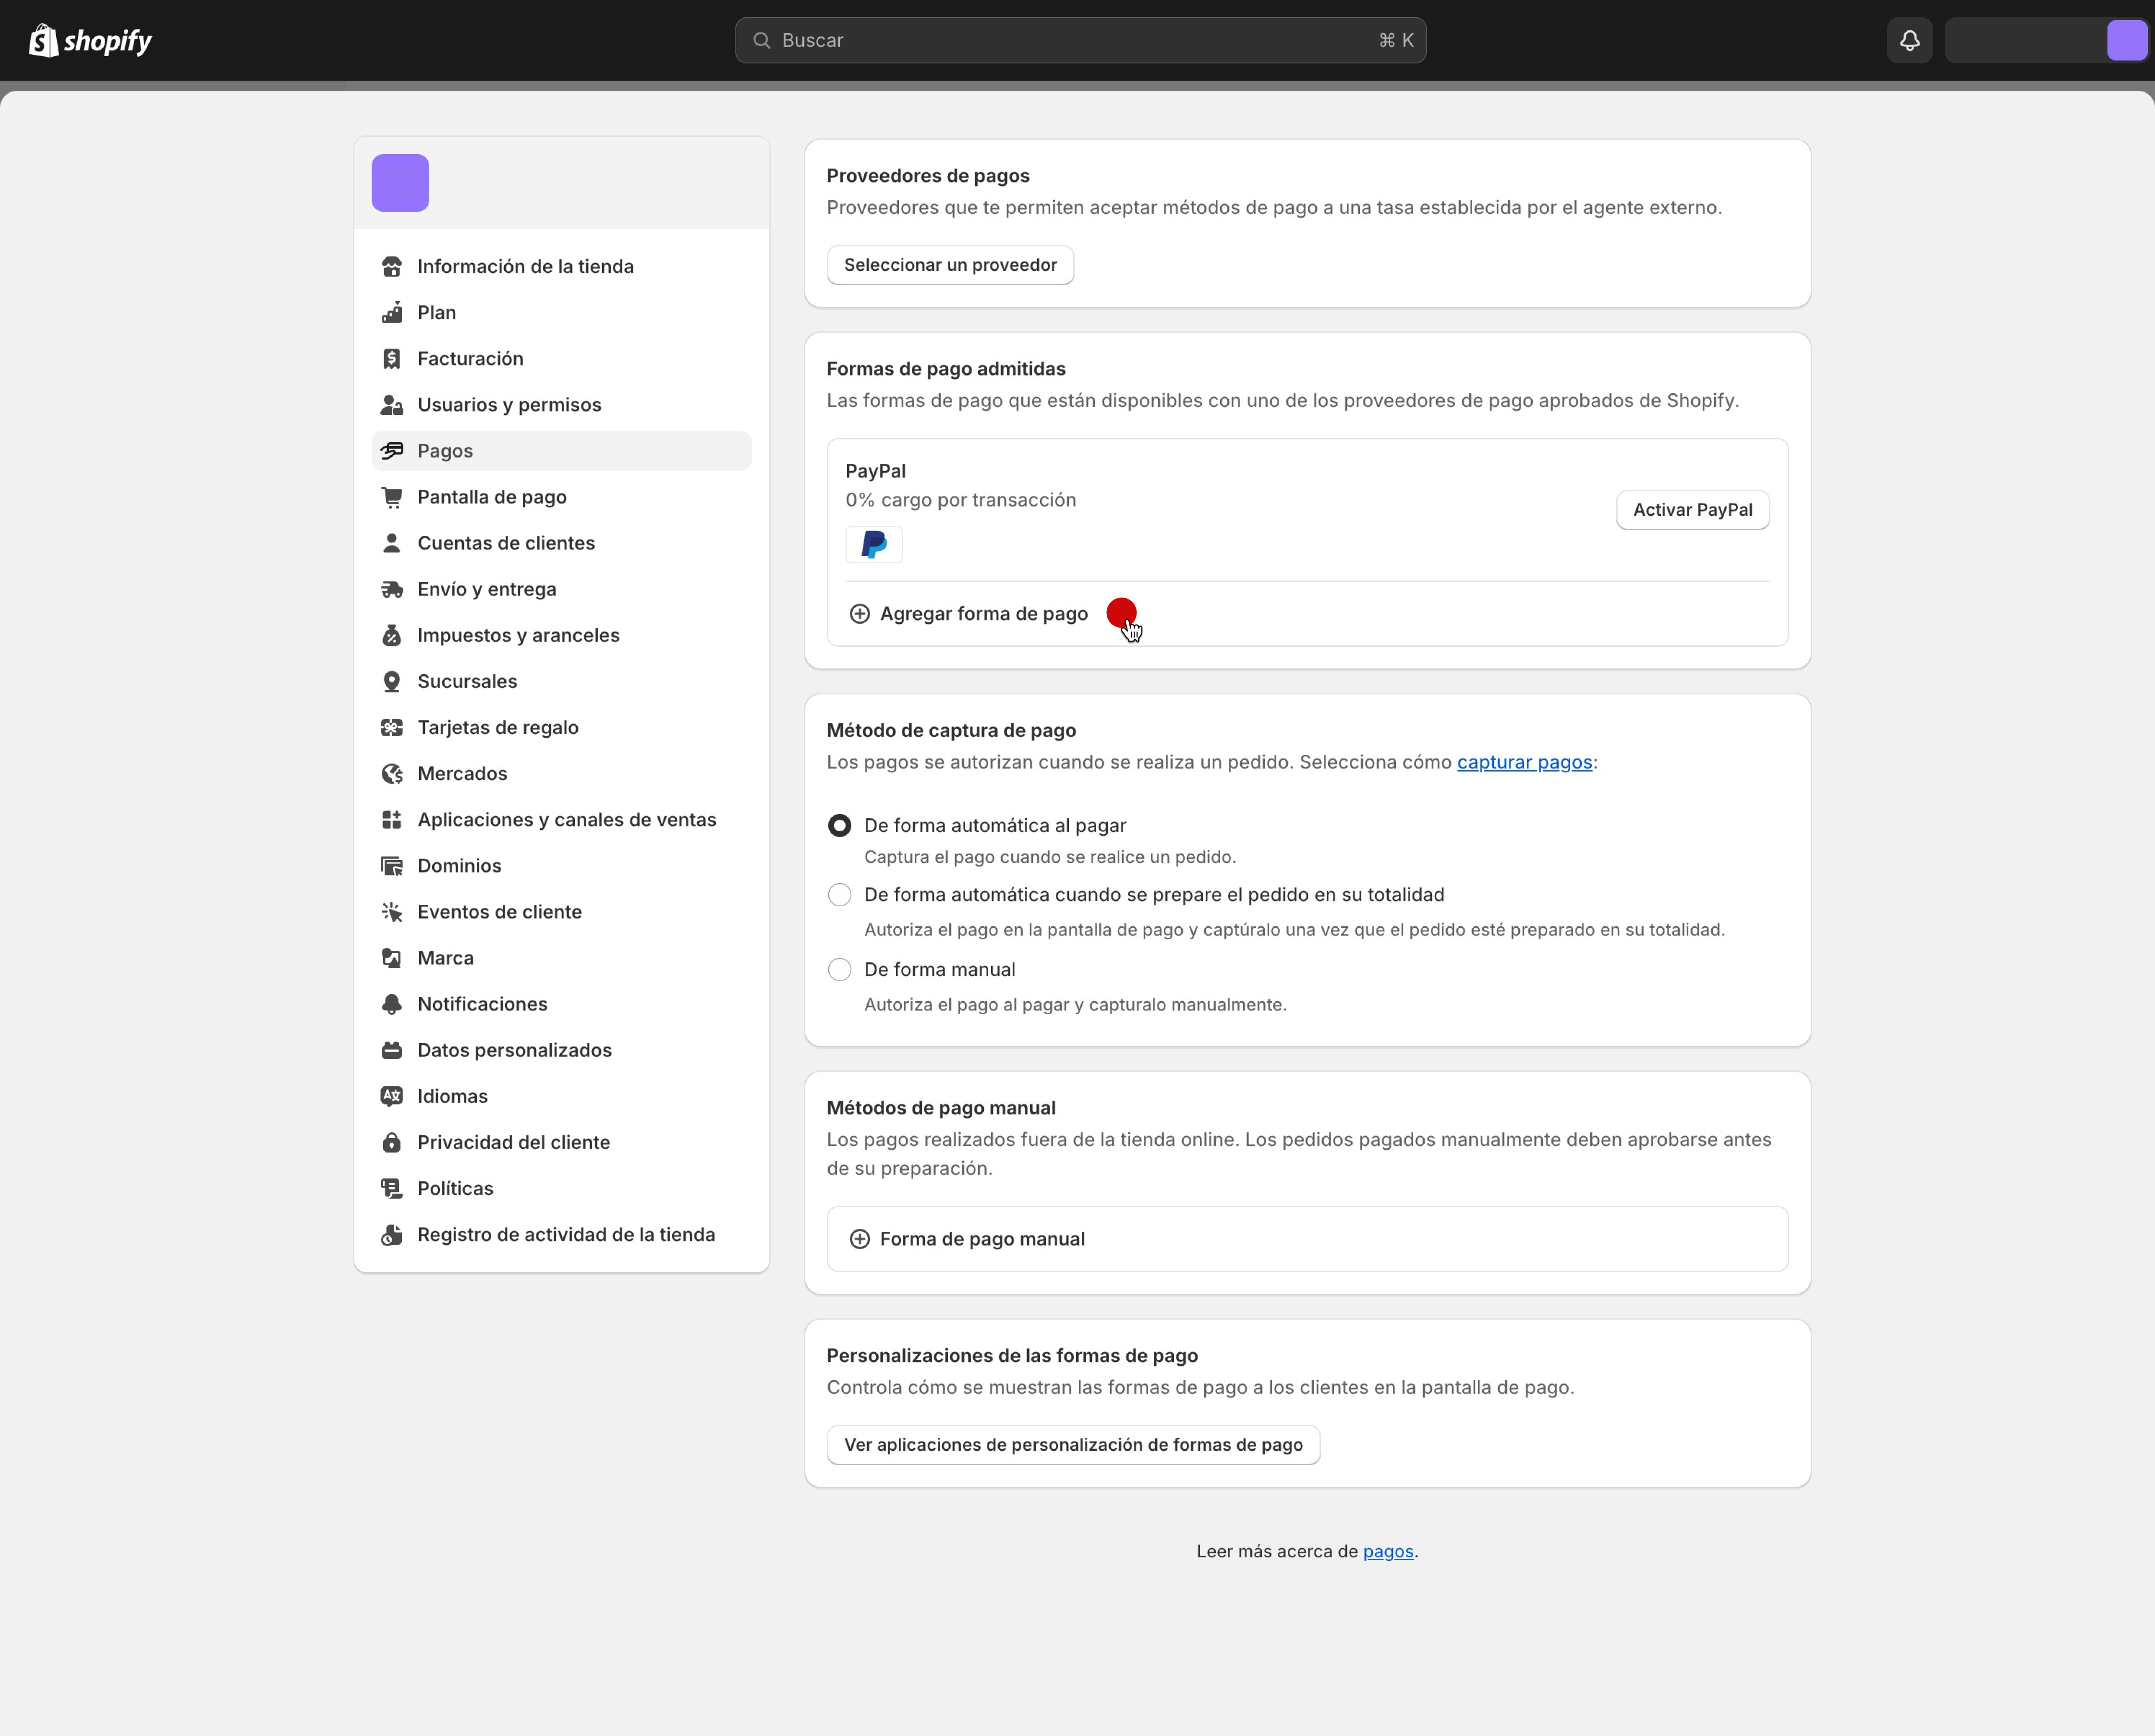 shopify
Buscar
⌘ K
Información de la tienda
Plan
Facturación
Usuarios y permisos
Pagos
Pantalla de pago
Cuentas de clientes
Envío y entrega
Impuestos y aranceles
Sucursales
Tarjetas de regalo
Mercados
Aplicaciones y canales de ventas
Dominios
Eventos de cliente
Marca
Notificaciones
Datos personalizados
Idiomas
Privacidad del cliente
Políticas
Registro de actividad de la tienda
Proveedores de pagos
Proveedores que te permiten aceptar métodos de pago a una tasa establecida por el agente externo.
Seleccionar un proveedor
Formas de pago admitidas
Las formas de pago que están disponibles con uno de los proveedores de pago aprobados de Shopify.
PayPal
0% cargo por transacción
Activar PayPal
Agregar forma de pago
Método de captura de pago
Los pagos se autorizan cuando se realiza un pedido. Selecciona cómo capturar pagos:
De forma automática al pagar
Captura el pago cuando se realice un pedido.
De forma automática cuando se prepare el pedido en su totalidad
Autoriza el pago en la pantalla de pago y captúralo una vez que el pedido esté preparado en su totalidad.
De forma manual
Autoriza el pago al pagar y capturalo manualmente.
Métodos de pago manual
Los pagos realizados fuera de la tienda online. Los pedidos pagados manualmente deben aprobarse antes
de su preparación.
Forma de pago manual
Personalizaciones de las formas de pago
Controla cómo se muestran las formas de pago a los clientes en la pantalla de pago.
Ver aplicaciones de personalización de formas de pago
Leer más acerca de pagos.